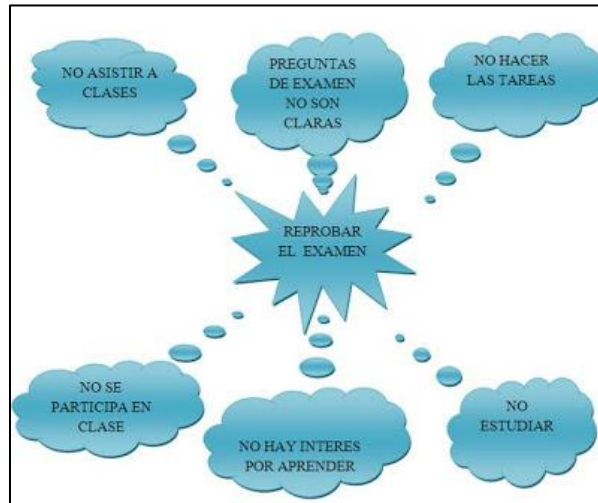 NO ASISTIR A
CLASES
PREGUNTAS
DE EXAMEN
NO SON
CLARAS
NO HACER
LAS TAREAS
REPROBAR
EL EXAMEN
NO SE
PARTICIPA EN
CLASE
NO HAY INTERES
POR APRENDER
NO
ESTUDIAR